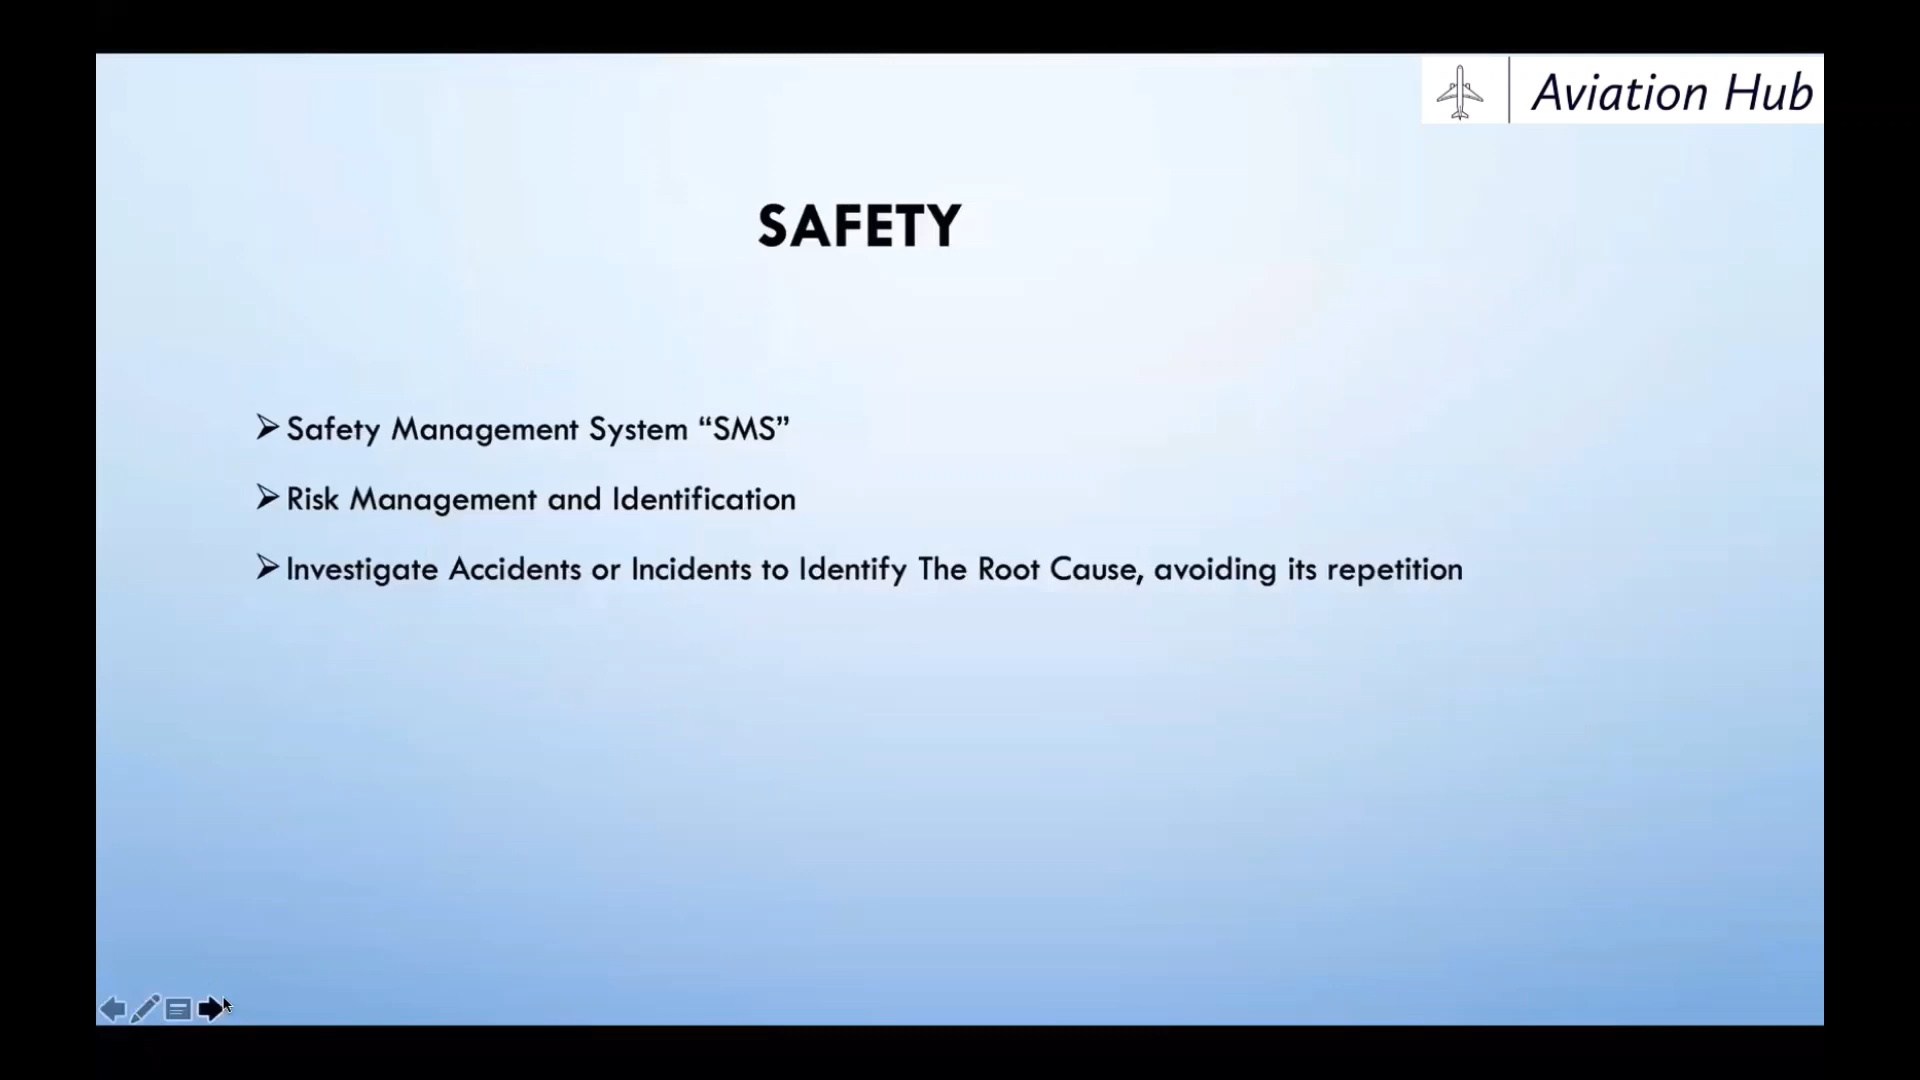 Aviation Hub
SAFETY
Safety Management System “SMS”
Risk Management and Identification
Investigate Accidents or Incidents to Identify The Root Cause, avoiding its repetition